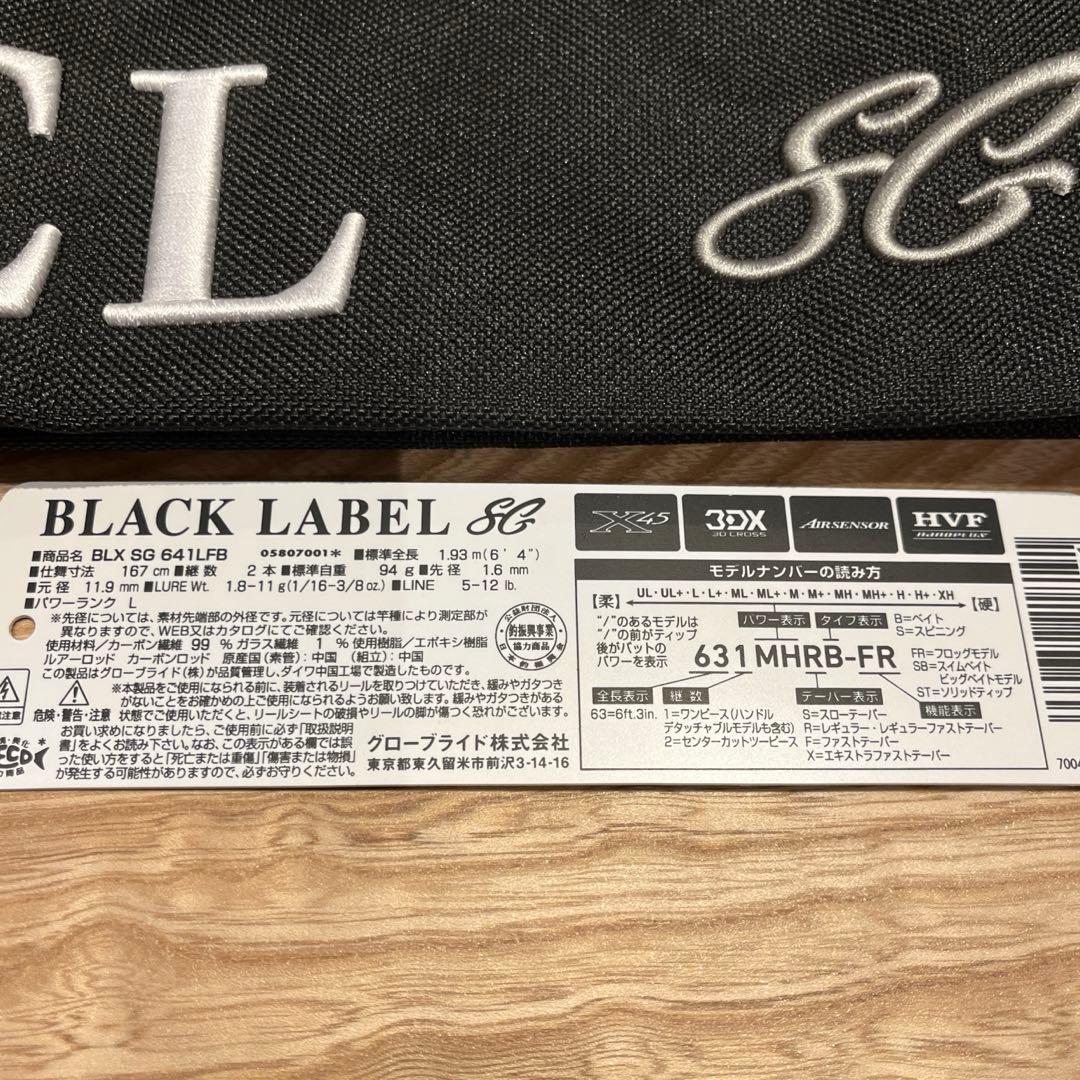 EL SG
BLACK LABEL SG
X45
3DX
3D CROSS
AIRSENSOR
HVF
nanoplus
■商品名 BLX SG 641LFB 05807001* ■標準全長 1.93 m(6'4")
■仕舞寸法 167 cm ■継数 2 本 ■標準自重 94 g ■先径 1.6 mm
■元径 11.9 mm ■LURE Wt. 1.8-11g(1/16-3/8oz.) ■LINE 5-12 lb.
■パワーランク L
※先径については、素材先端部の外径です。元径については竿種により測定部が
異なりますので、WEB又はカタログにてご確認ください。
使用材料/カーボン繊維 99 % ガラス繊維 1 % 使用樹脂/エポキシ樹脂
ルアーロッド カーボンロッド 原産国(素管):中国 (組立):中国
この製品はグローブライド(株)が品質管理し、ダイワ中国工場で製造したものです。
公益財団法人
釣振興事業
協力商品
日本釣振興会
危険・警告・注意
※本製品をご使用になられる前に、装着されるリールを取りつけていただき、緩みやガタつき
がないことをお確かめの上ご使用になられるようお願い致します。緩みやガタつきがある
状態でご使用いただくと、リールシートの破損やリールの脚が傷つく恐れがございます。
お買い求めになりましたら、ご使用前に必ず「取扱説明
書」をよくお読み下さい。なお、この表示がある欄では誤
った使い方をすると「死亡または重傷」「傷害または物損」
が発生する可能性がありますので、必ずお守りください。
グローブライド株式会社
東京都東久留米市前沢3-14-16
モデルナンバーの読み方
UL・UL+・L・L+・ML・ML+・M・M+・MH・MH+・H・H+・XH
【柔】 【硬】
"/"のあるモデルは
"/"の前がティップ
後がバットの
パワーを表示
パワー表示 タイプ表示
B=ベイト
S=スピニング
631MHRB-FR
FR=フロッグモデル
SB=スイムベイト
ビッグベイトモデル
ST=ソリッドティップ
機能表示
全長表示 継数 テーパー表示
63=6ft.3in.
1=ワンピース(ハンドル
デタッチャブルモデルも含む)
2=センターカットツーピース
S=スローテーパー
R=レギュラー・レギュラーファストテーパー
F=ファストテーパー
X=エキストラファストテーパー
7004